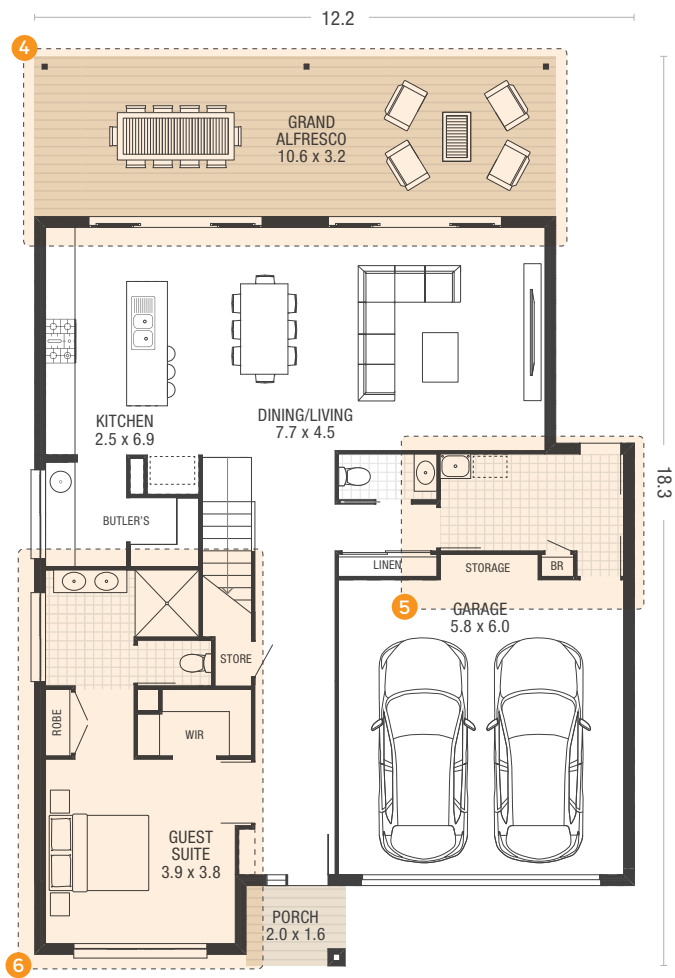 12.2
4
GRAND
ALFRESCO
10.6 x 3.2
KITCHEN
2.5 x 6.9
DINING/LIVING
7.7 x 4.5
18.3
BUTLER'S
LINEN
STORAGE
BR
5
GARAGE
5.8 x 6.0
STORE
ROBE
WIR
GUEST
SUITE
3.9 x 3.8
PORCH
2.0 x 1.6
6